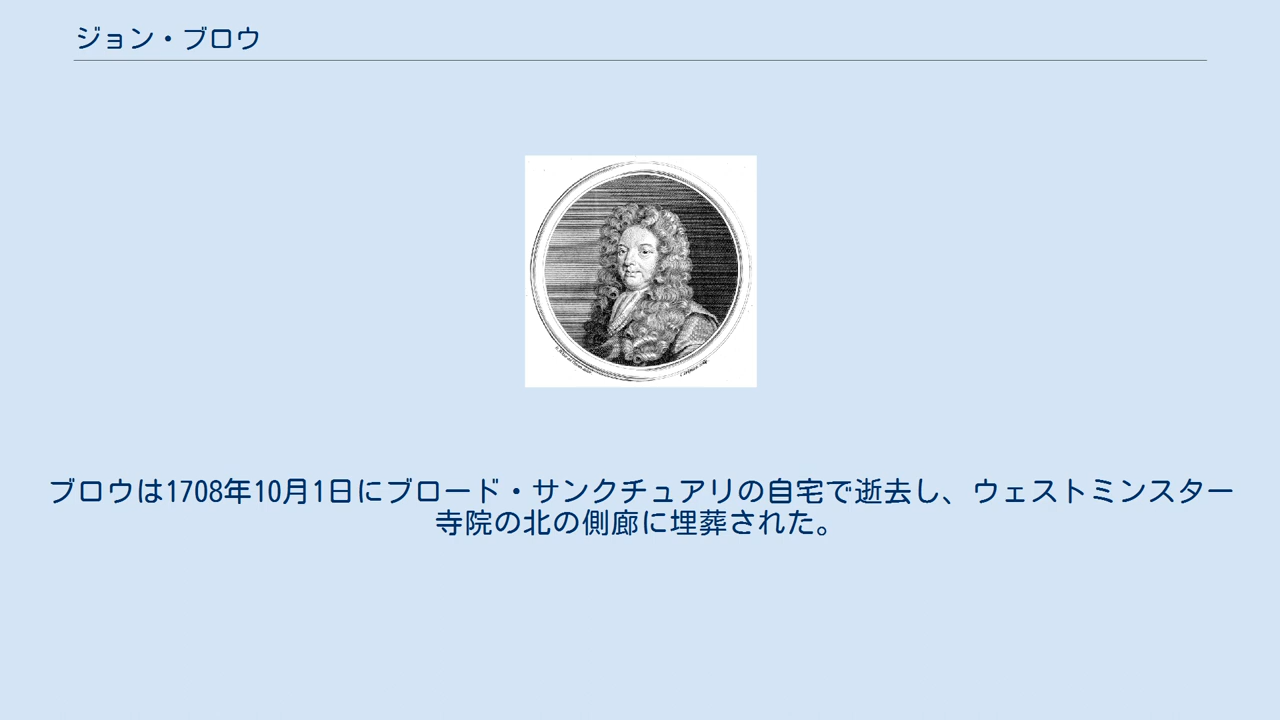 ジョン・ブロウ
ブロウは1708年10月1日にブロード・サンクチュアリの自宅で逝去し、ウェストミンスター
寺院の北の側廊に埋葬された。